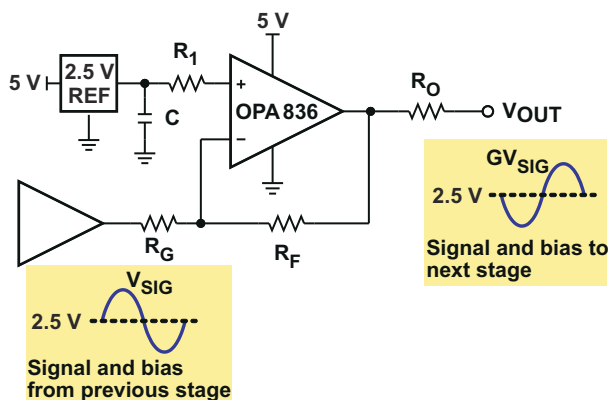 5 V
R1
5 V
2.5 V
REF
C
+
OPA836
−
RO
VOUT
GVSIG
2.5 V
Signal and bias to
next stage
RG
RF
VSIG
2.5 V
Signal and bias
from previous stage